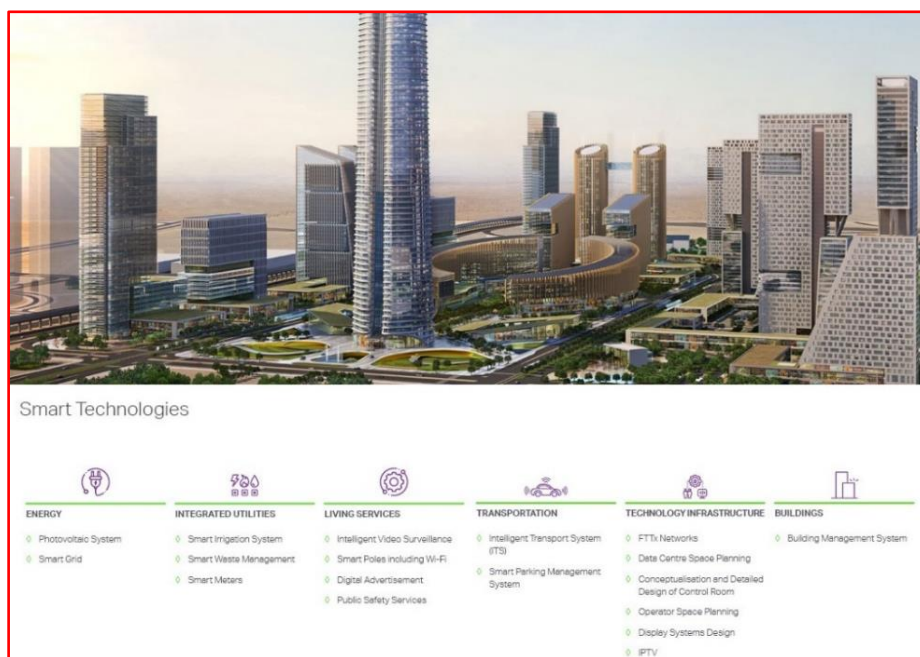 Smart Technologies
ENERGY
Photovoltaic System
Smart Grid
INTEGRATED UTILITIES
Smart Irrigation System
Smart Waste Management
Smart Meters
LIVING SERVICES
Intelligent Video Surveillance
Smart Poles including Wi-Fi
Digital Advertisement
Public Safety Services
TRANSPORTATION
Intelligent Transport System
(ITS)
Smart Parking Management
System
TECHNOLOGY INFRASTRUCTURE
FTTx Networks
Data Centre Space Planning
Conceptualisation and Detailed
Design of Control Room
Operator Space Planning
Display Systems Design
IPTV
BUILDINGS
Building Management System